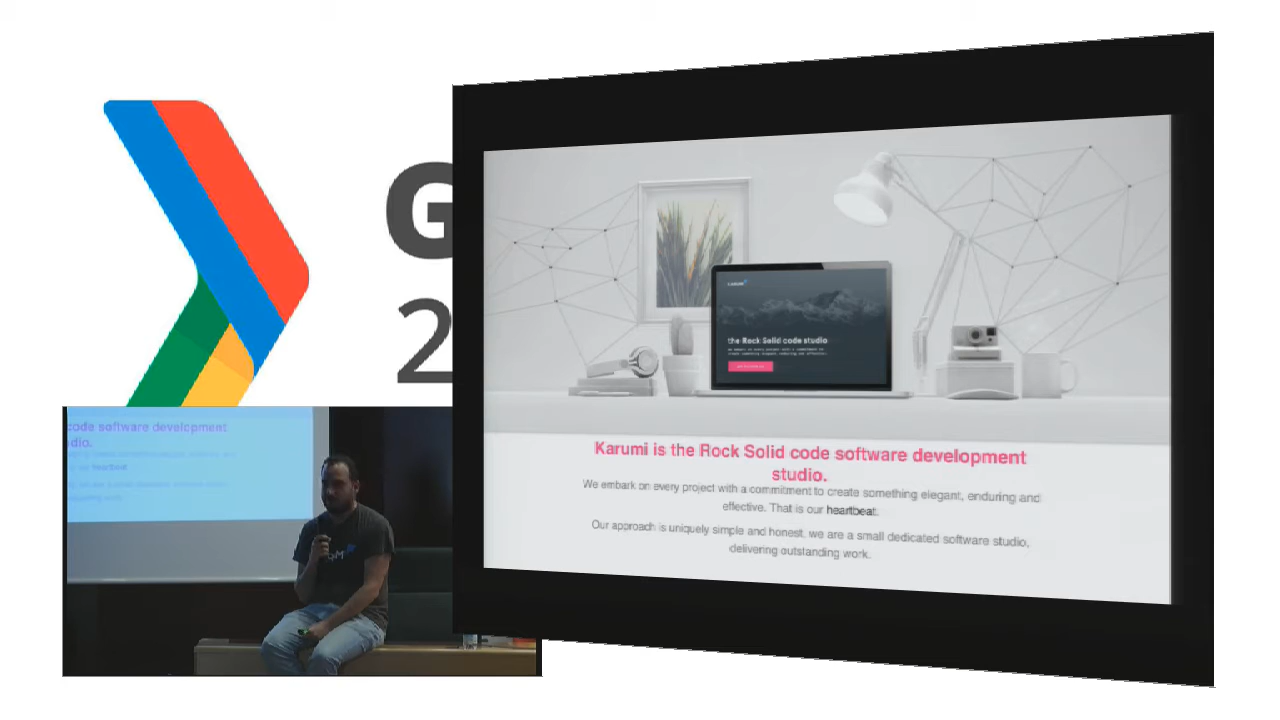 G
2
the Rock Solid code studio
Karumi is the Rock Solid code software development
studio.
We embark on every project with a commitment to create something elegant, enduring and
effective. That is our heartbeat.
Our approach is uniquely simple and honest, we are a small dedicated software studio,
delivering outstanding work.
code software development
dio.
heartbeat